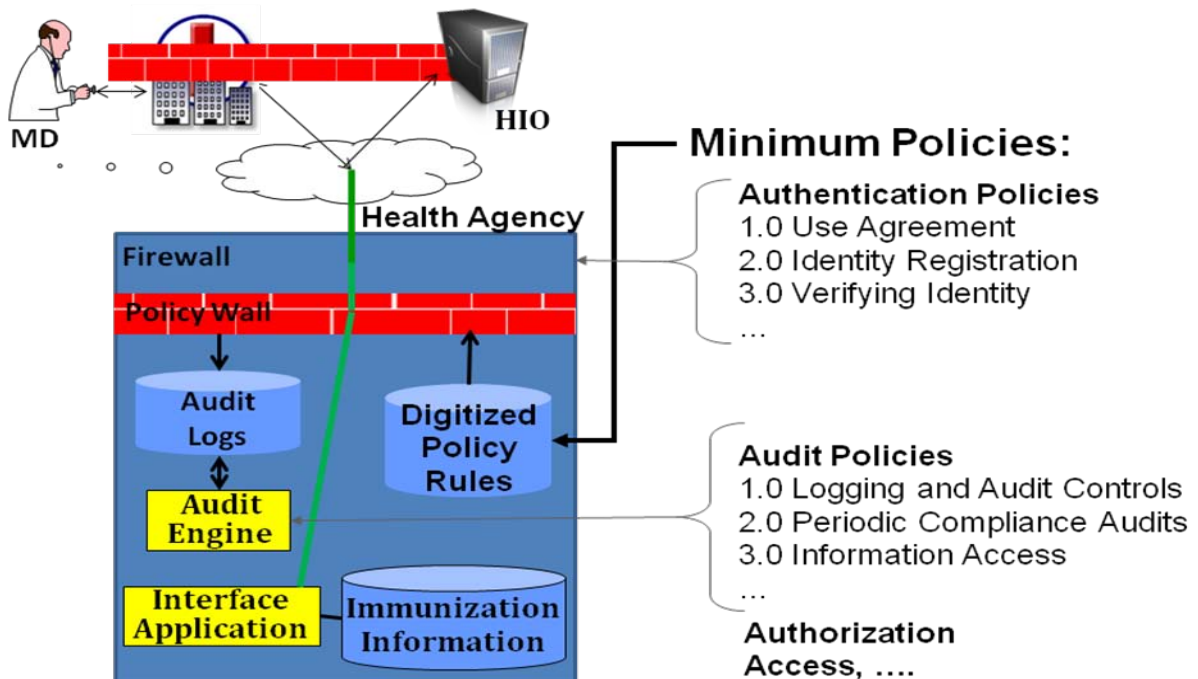 MD
HIO
Minimum Policies:
Authentication Policies
1.0 Use Agreement
2.0 Identity Registration
3.0 Verifying Identity
...
Health Agency
Firewall
Policy Wall
Audit
Logs
Digitized
Policy
Rules
Audit
Engine
Interface
Application
Immunization
Information
Audit Policies
1.0 Logging and Audit Controls
2.0 Periodic Compliance Audits
3.0 Information Access
...
Authorization
Access, ....